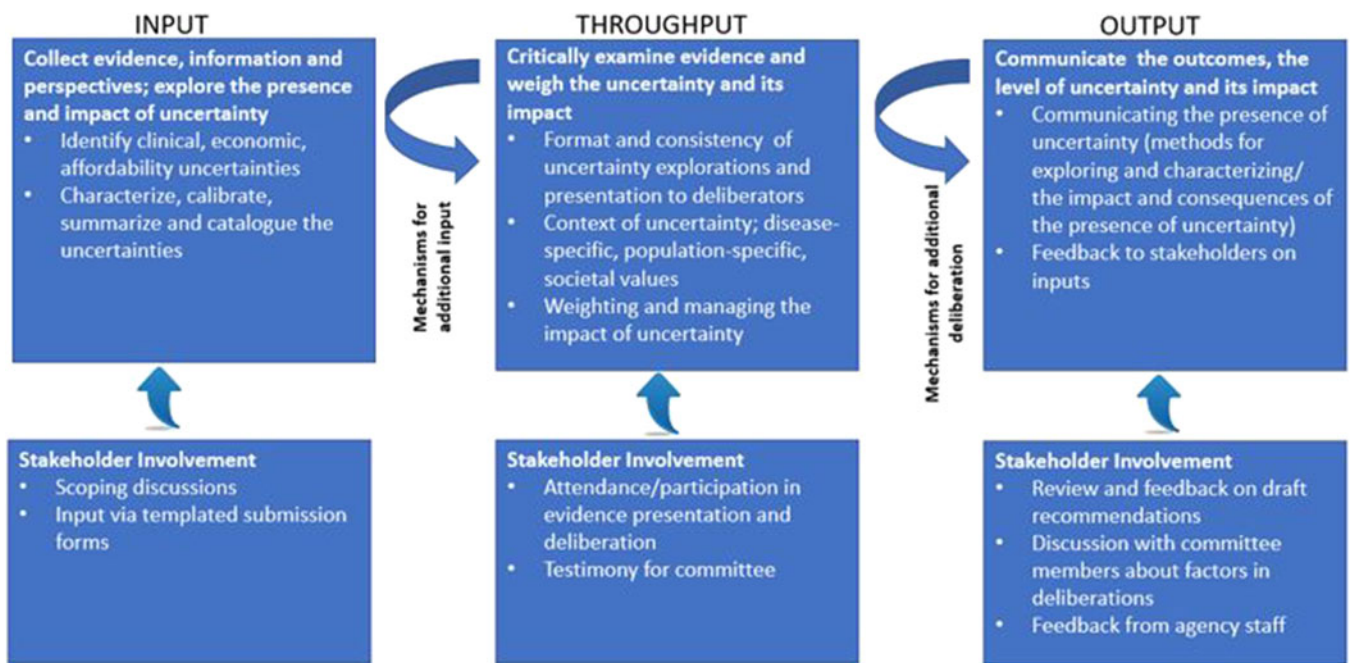 INPUT
Collect evidence, information and
perspectives; explore the presence
and impact of uncertainty
• Identify clinical, economic,
affordability uncertainties
• Characterize, calibrate,
summarize and catalogue the
uncertainties
Mechanisms for
additional input
THROUGHPUT
Critically examine evidence and
weigh the uncertainty and its
impact
• Format and consistency of
uncertainty explorations and
presentation to deliberators
• Context of uncertainty; disease-
specific, population-specific,
societal values
• Weighting and managing the
impact of uncertainty
Mechanisms for additional
deliberation
OUTPUT
Communicate the outcomes, the
level of uncertainty and its impact
• Communicating the presence of
uncertainty (methods for
exploring and characterizing/
the impact and consequences of
the presence of uncertainty)
• Feedback to stakeholders on
inputs
Stakeholder Involvement
• Scoping discussions
• Input via templated submission
forms
Stakeholder Involvement
• Attendance/participation in
evidence presentation and
deliberation
• Testimony for committee
Stakeholder Involvement
• Review and feedback on draft
recommendations
• Discussion with committee
members about factors in
deliberations
• Feedback from agency staff